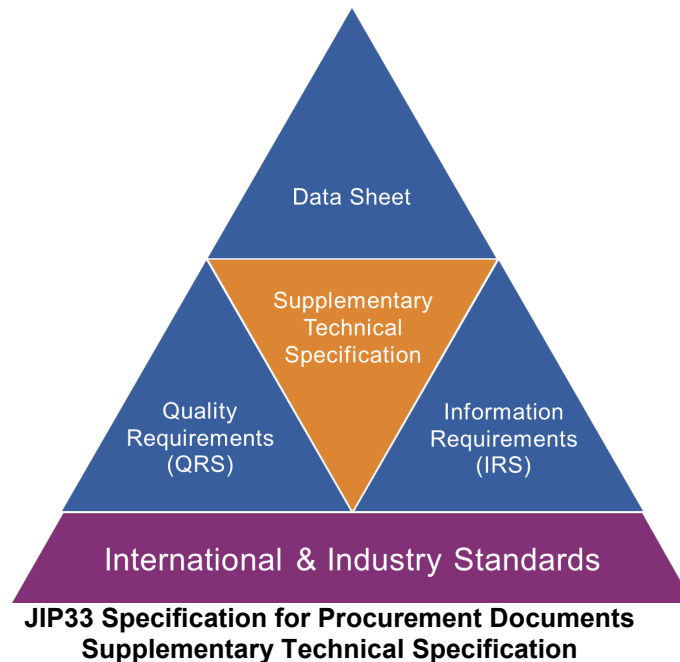 Data Sheet
Supplementary
Technical
Specification
Quality
Requirements
(QRS)
Information
Requirements
(IRS)
International & Industry Standards
JIP33 Specification for Procurement Documents
Supplementary Technical Specification